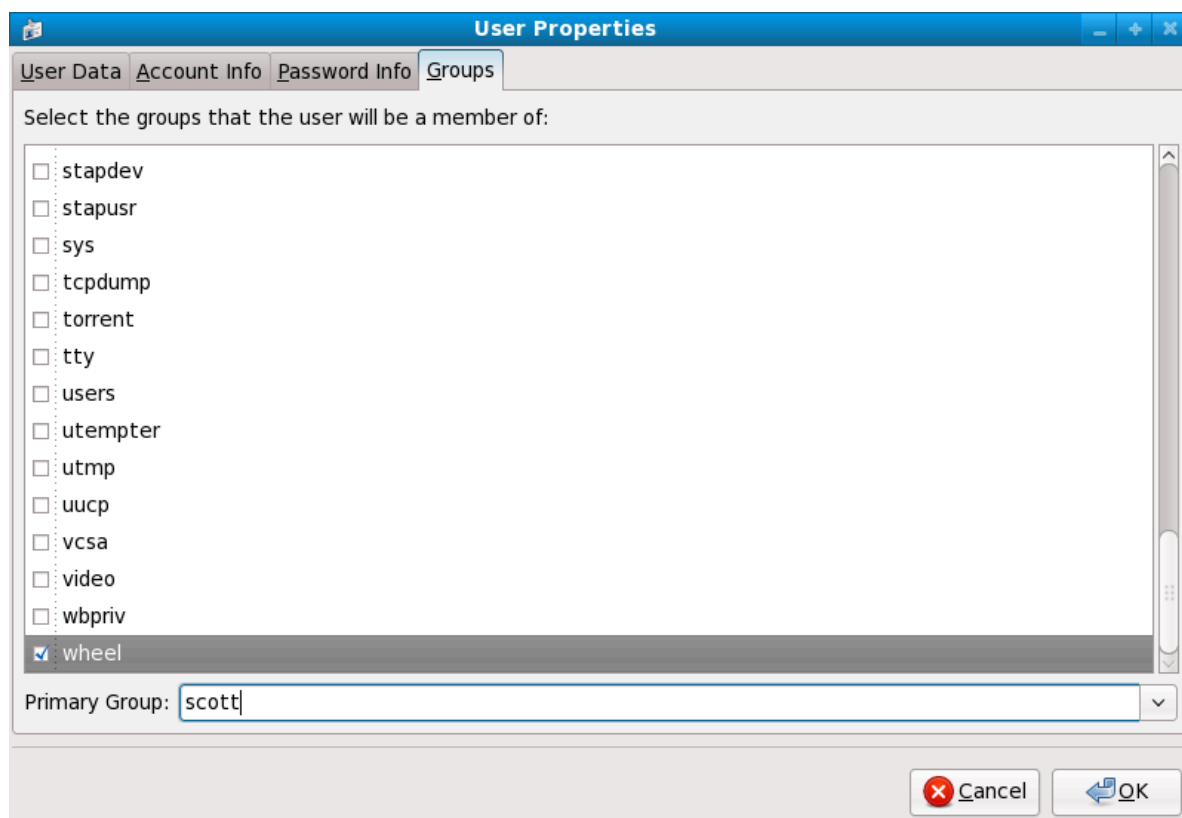 User Properties
User Data Account Info Password Info Groups
Select the groups that the user will be a member of:
stapdev
stapusr
sys
tcpdump
torrent
tty
users
utempter
utmp
uucp
vcsa
video
wbpriv
wheel
Primary Group: scott
Cancel OK